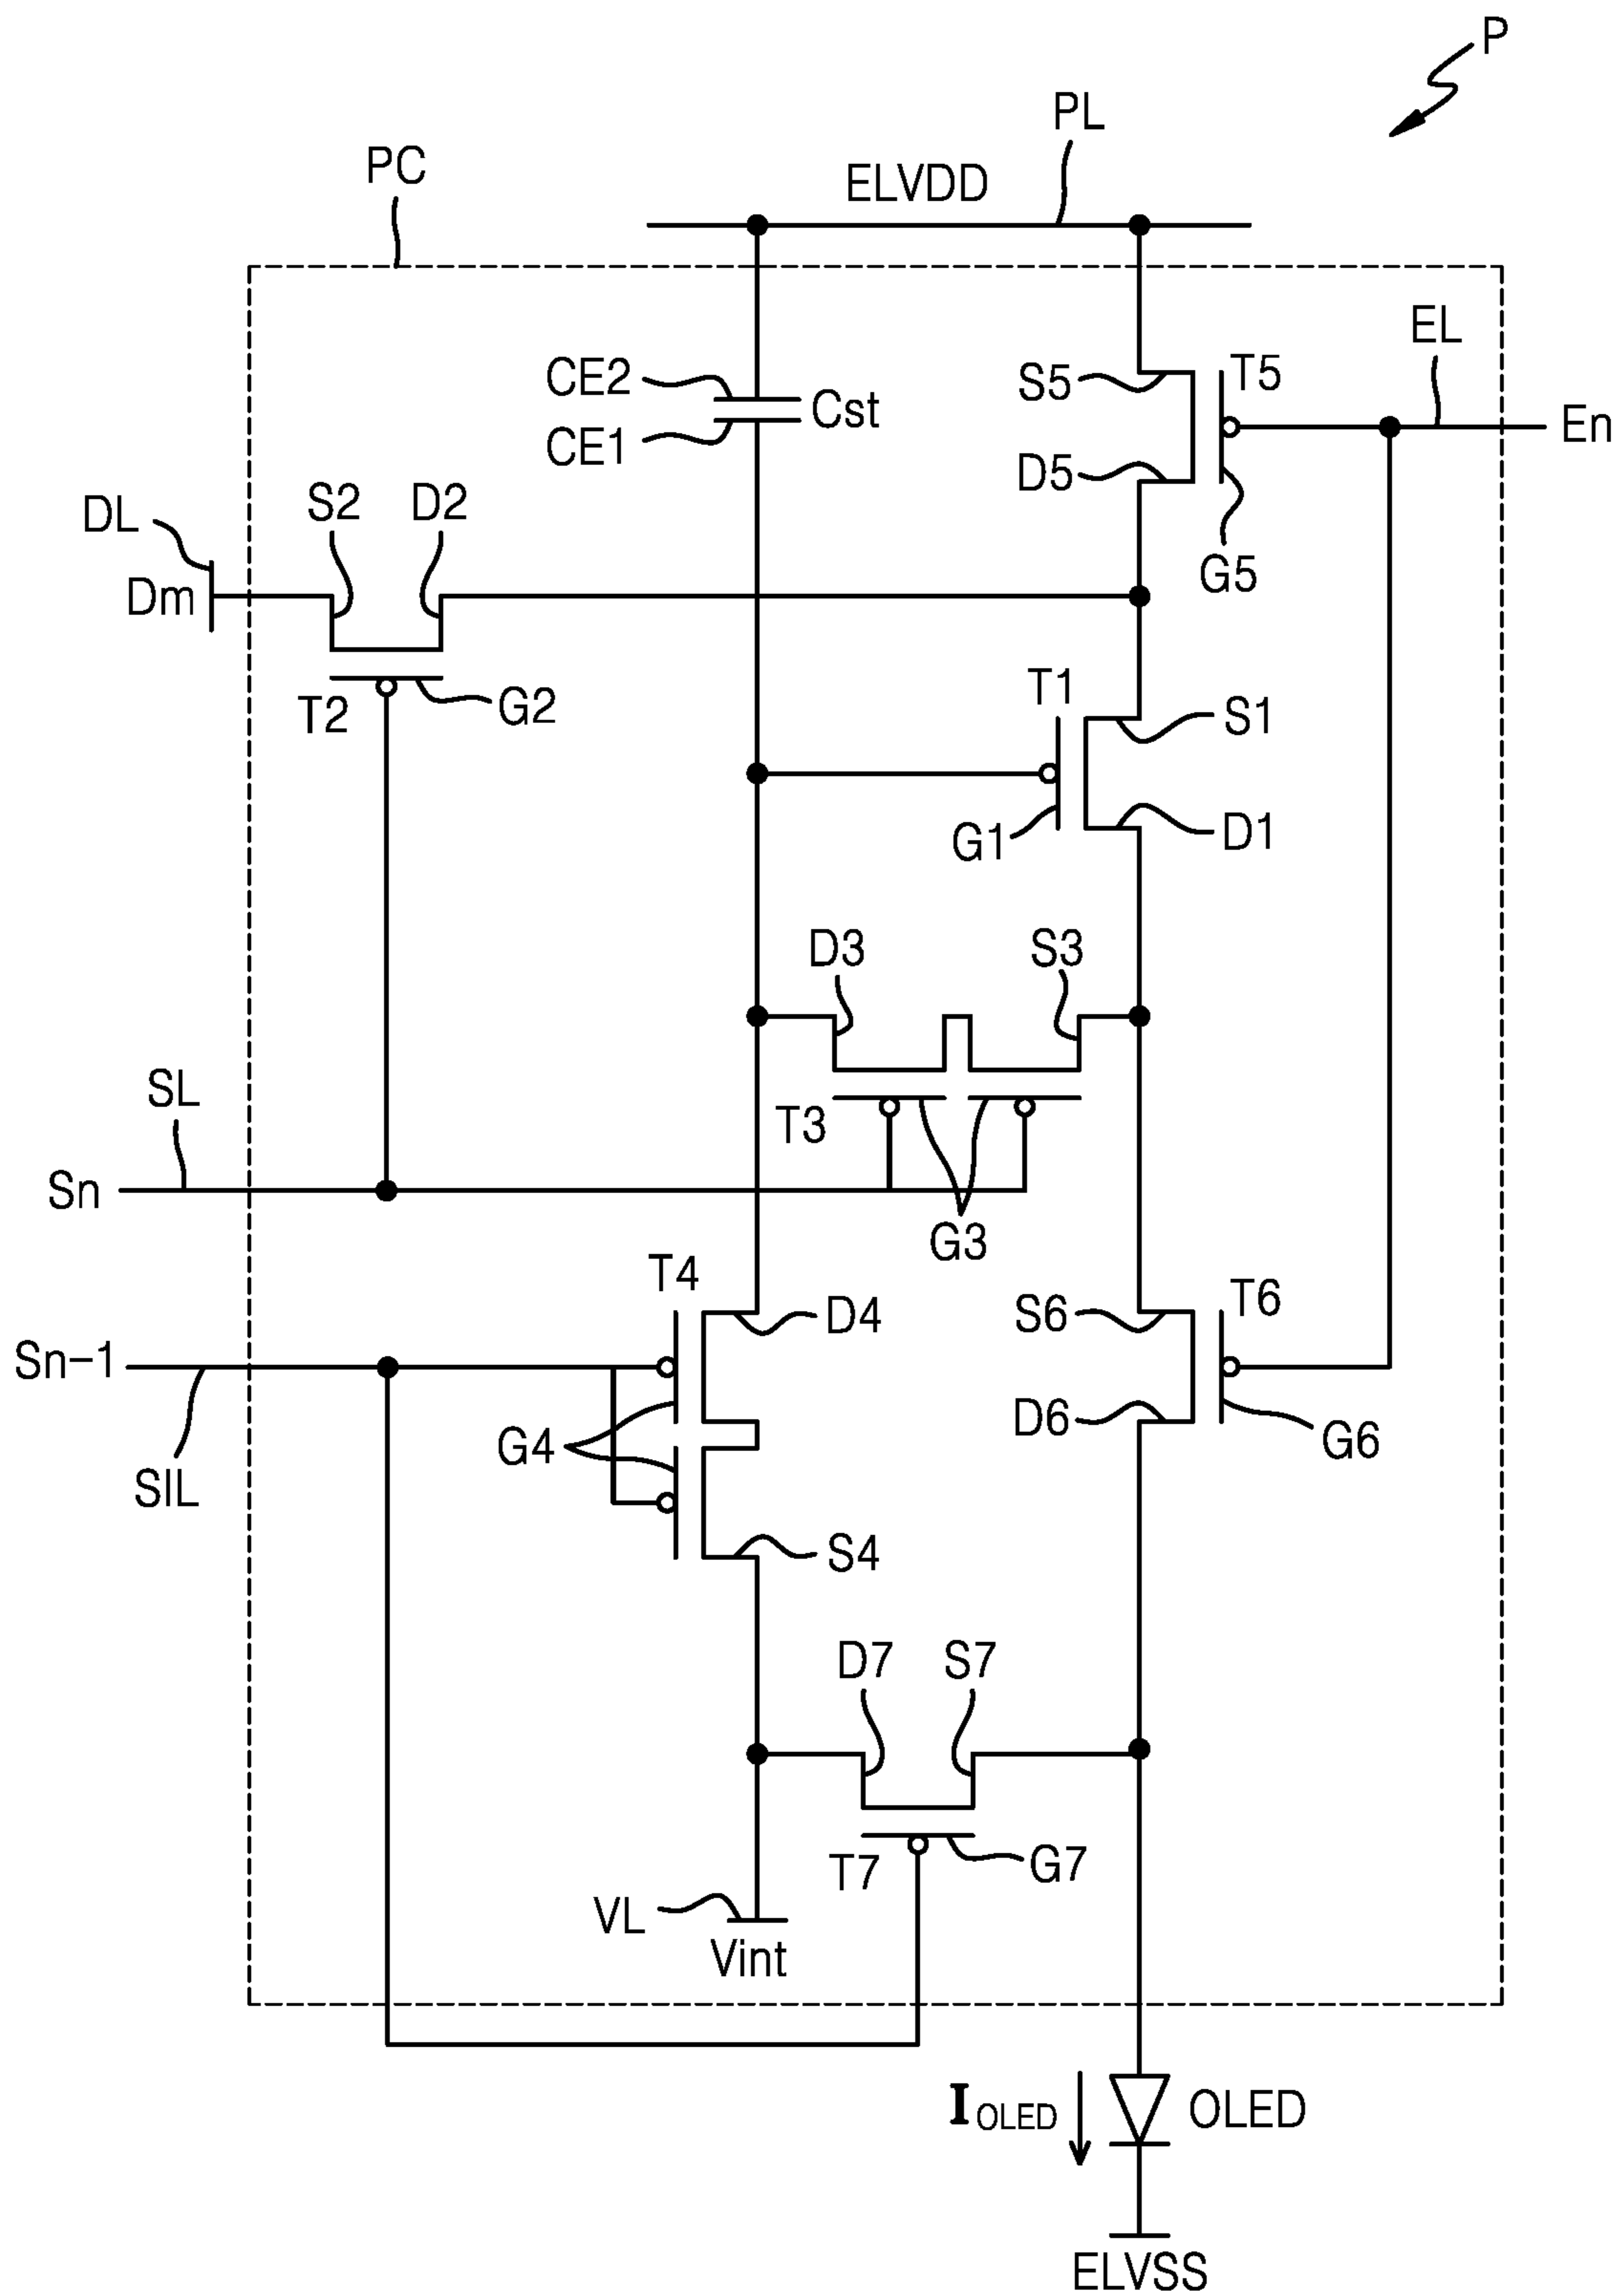 P
PL
PC
ELVDD
EL
CE2
S5
T5
Cst
En
CE1
D5
S2
D2
DL
G5
Dm
T1
T2
G2
S1
G1
D1
D3
S3
SL
T3
Sn
G3
T4
S6
T6
D4
Sn-1
D6
G4
G6
SIL
S4
D7
S7
T7
G7
VL
Vint
IOLED
OLED
ELVSS